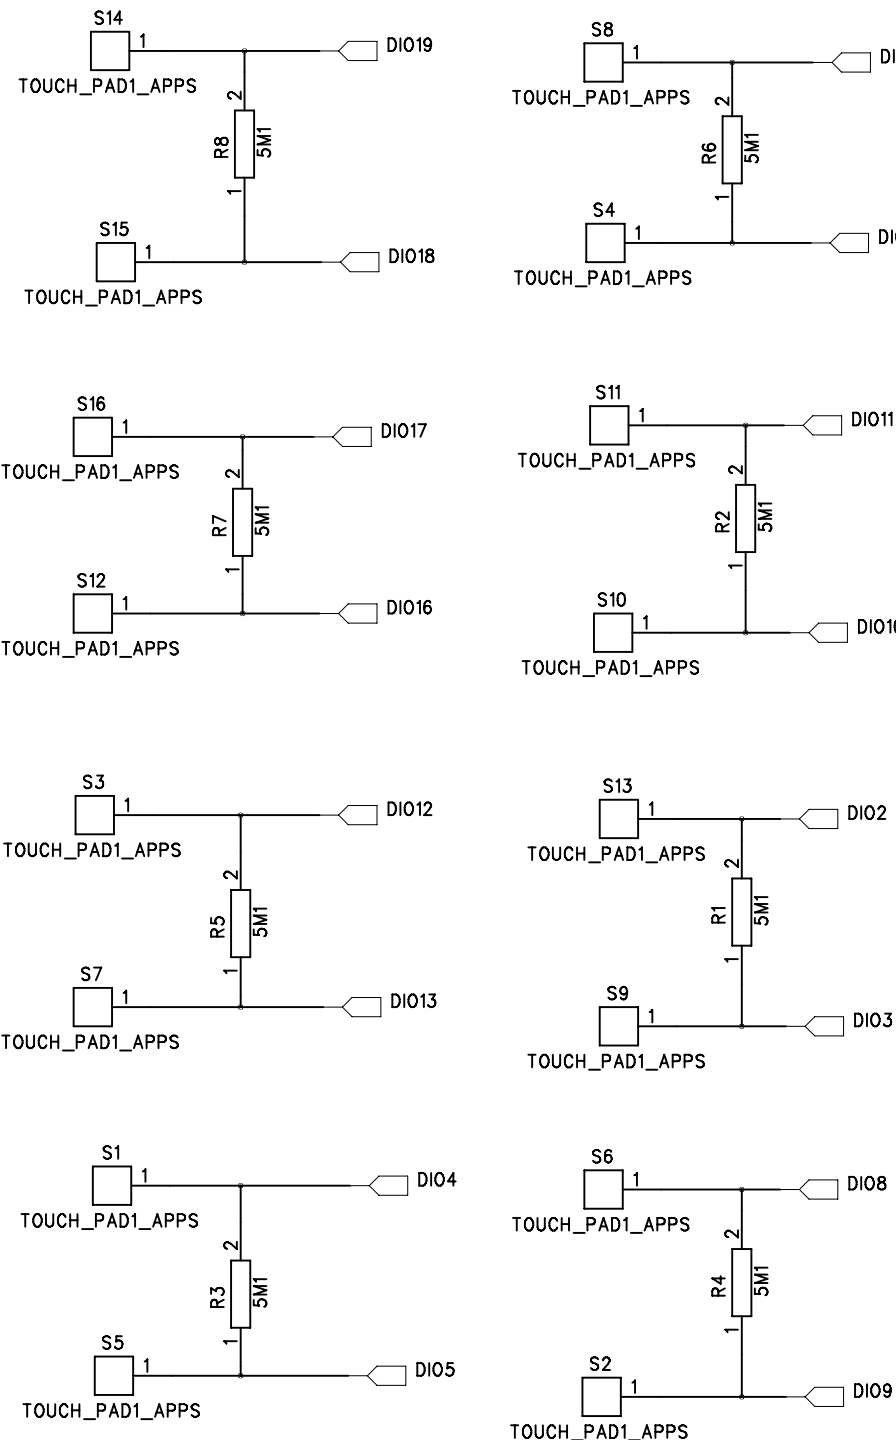 S14
1
DIO19
TOUCH_PAD1_APPS
2
R8
5M1
1
S15
1
DIO18
TOUCH_PAD1_APPS
S8
1
TOUCH_PAD1_APPS
2
R6
5M1
1
S4
1
TOUCH_PAD1_APPS
S16
1
DIO17
TOUCH_PAD1_APPS
2
R7
5M1
1
S12
1
DIO16
TOUCH_PAD1_APPS
S11
1
DIO11
TOUCH_PAD1_APPS
2
R2
5M1
1
S10
1
TOUCH_PAD1_APPS
S3
1
DIO12
TOUCH_PAD1_APPS
2
R5
5M1
1
S7
1
DIO13
TOUCH_PAD1_APPS
S13
1
DIO2
TOUCH_PAD1_APPS
2
R1
5M1
1
S9
1
DIO3
TOUCH_PAD1_APPS
S1
1
DIO4
TOUCH_PAD1_APPS
2
R3
5M1
1
S5
1
DIO5
TOUCH_PAD1_APPS
S6
1
DIO8
TOUCH_PAD1_APPS
2
R4
5M1
1
S2
1
DIO9
TOUCH_PAD1_APPS